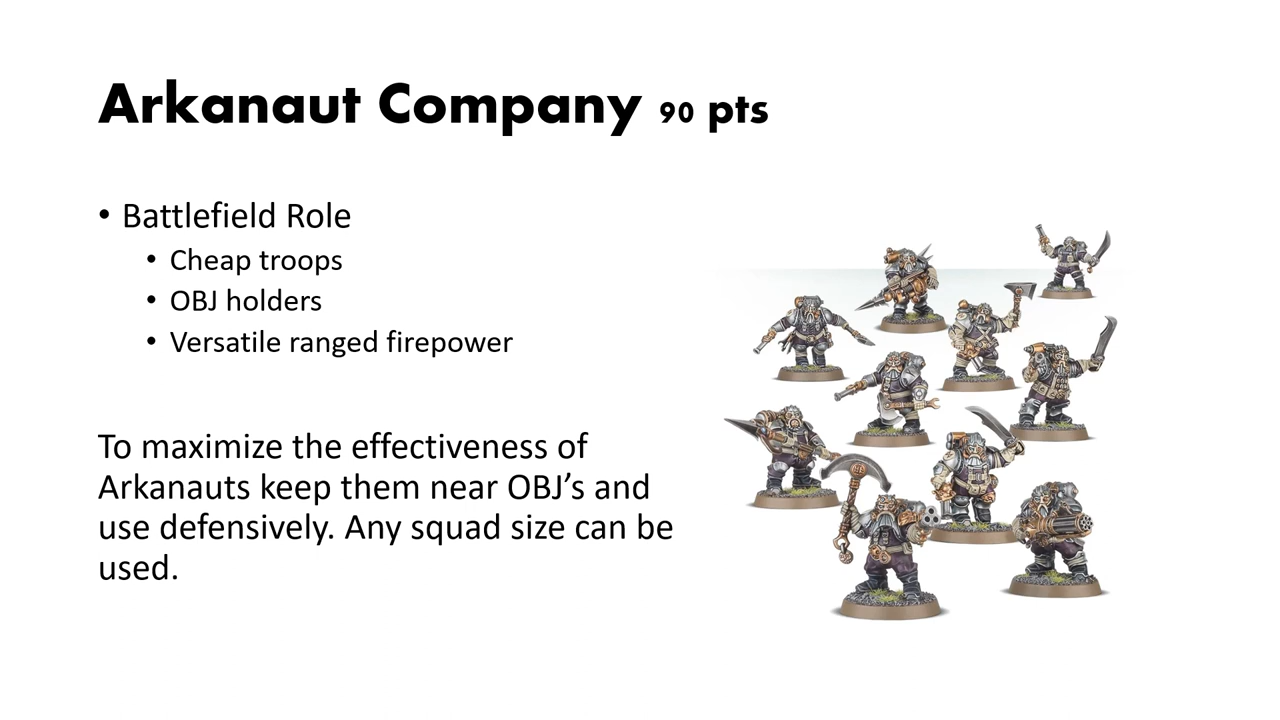 Arkanaut Company 90 pts
• Battlefield Role
• Cheap troops
• OBJ holders
• Versatile ranged firepower
To maximize the effectiveness of
Arkanauts keep them near OBJ’s and
use defensively. Any squad size can be
used.